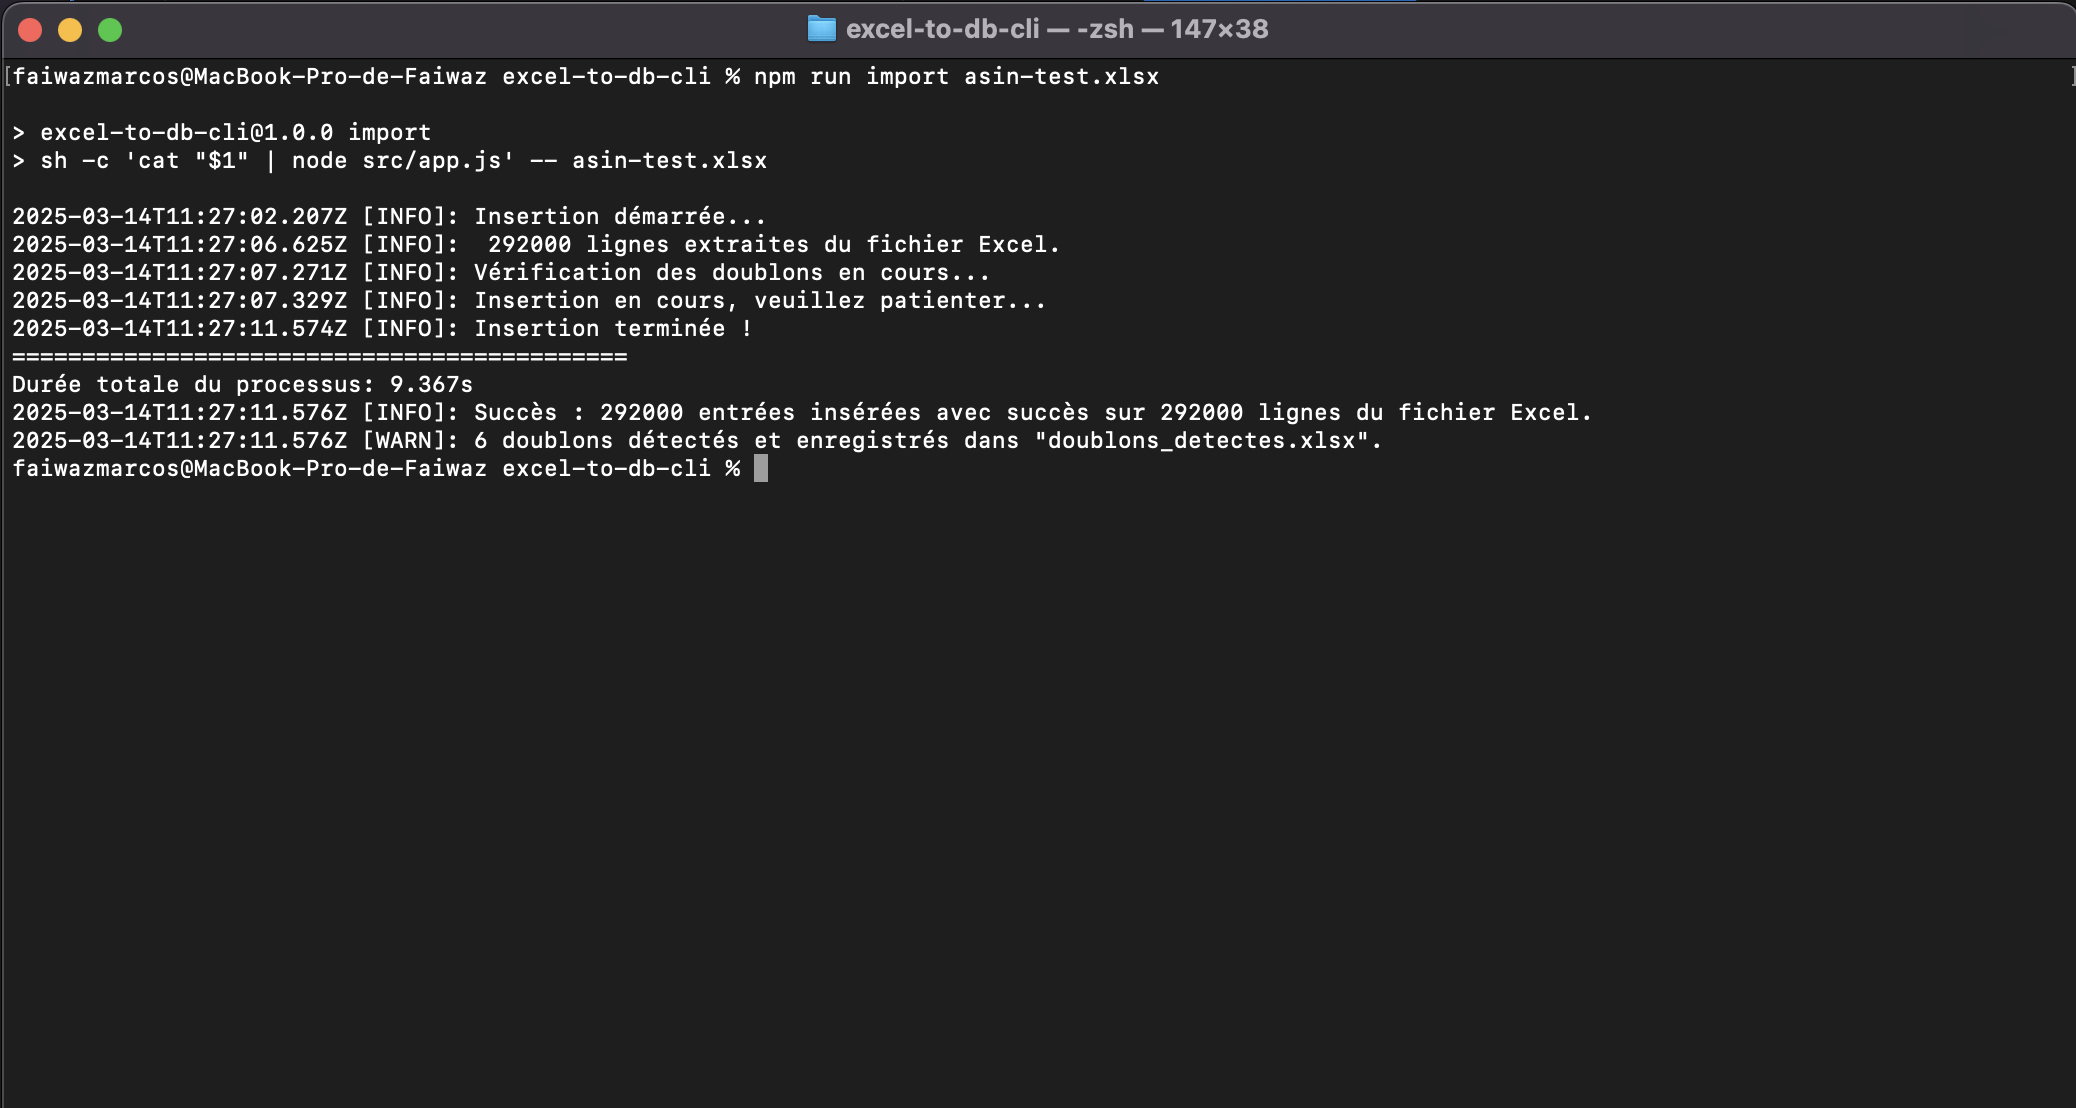 excel-to-db-cli — -zsh — 147×38
[faiwazmarcos@MacBook-Pro-de-Faiwaz excel-to-db-cli % npm run import asin-test.xlsx ]
> excel-to-db-cli@1.0.0 import
> sh -c 'cat "$1" | node src/app.js' -- asin-test.xlsx
2025-03-14T11:27:02.207Z [INFO]: Insertion démarrée...
2025-03-14T11:27:06.625Z [INFO]:  292000 lignes extraites du fichier Excel.
2025-03-14T11:27:07.271Z [INFO]: Vérification des doublons en cours...
2025-03-14T11:27:07.329Z [INFO]: Insertion en cours, veuillez patienter...
2025-03-14T11:27:11.574Z [INFO]: Insertion terminée !
============================================
Durée totale du processus: 9.367s
2025-03-14T11:27:11.576Z [INFO]: Succès : 292000 entrées insérées avec succès sur 292000 lignes du fichier Excel.
2025-03-14T11:27:11.576Z [WARN]: 6 doublons détectés et enregistrés dans "doublons_detectes.xlsx".
faiwazmarcos@MacBook-Pro-de-Faiwaz excel-to-db-cli %